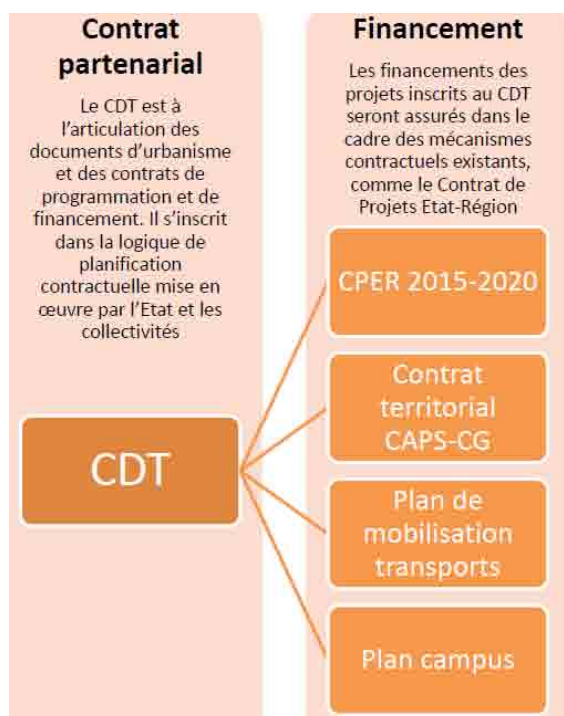 Contrat
partenarial
Le CDT est à
l'articulation des
documents d'urbanisme
et des contrats de
programmation et de
financement. Il s'inscrit
dans la logique de
planification
contractuelle mise en
œuvre par l'Etat et les
collectivités
CDT
Financement
Les financements des
projets inscrits au CDT
seront assurés dans le
cadre des mécanismes
contractuels existants,
comme le Contrat de
Projets Etat-Région
CPER 2015-2020
Contrat
territorial
CAPS-CG
Plan de
mobilisation
transports
Plan campus